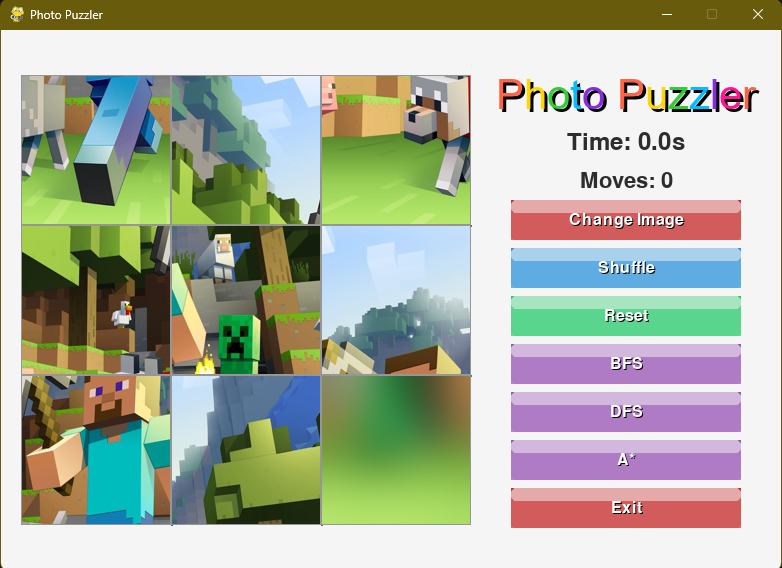 Photo Puzzler
Photo Puzzler
Time: 0.0s
Moves: 0
Change Image
Shuffle
Reset
BFS
DFS
A*
Exit